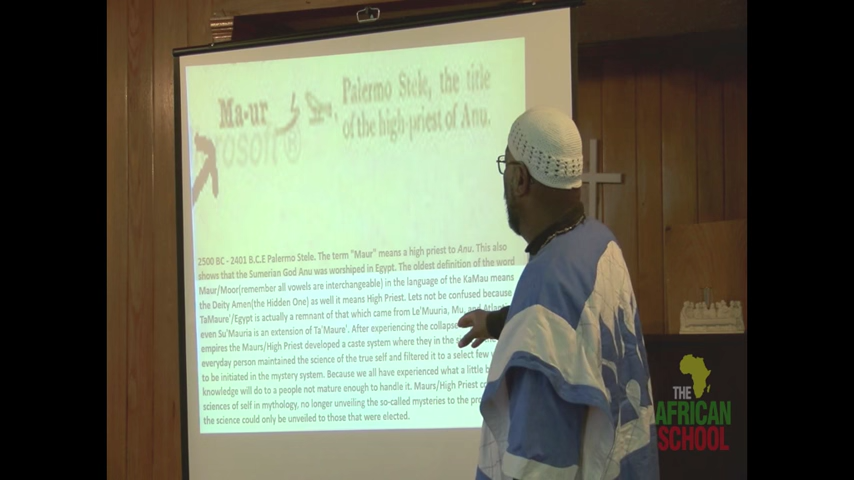 Ma-ur
Palermo Stele, the title
of the high-priest of Anu.
rosoft®
2500 BC - 2401 B.C.E Palermo Stele. The term "Maur" means a high priest to Anu. This also
shows that the Sumerian God Anu was worshiped in Egypt. The oldest definition of the word
Maur/Moor(remember all vowels are interchangeable) in the language of the KaMau means
the Deity Amen(the Hidden One) as well it means High Priest. Lets not be confused because
TaMaure'/Egypt is actually a remnant of that which came from Le'Muuria, Mu, and
even Su'Mauria is an extension of Ta'Maure'. After experiencing the collapse
empires the Maurs/High Priest developed a caste system where they in the
everyday person maintained the science of the true self and filtered it to a select few
to be initiated in the mystery system. Because we all have experienced what a little
knowledge will do to a people not mature enough to handle it. Maurs/High Priest
sciences of self in mythology, no longer unveiling the so-called mysteries to the
the science could only be unveiled to those that were elected.
THE
AFRICAN
SCHOOL